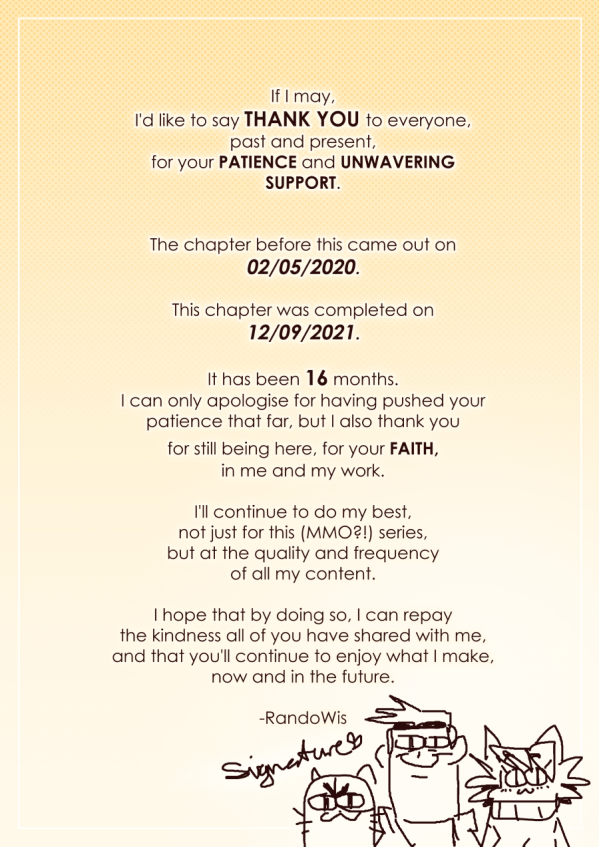 If I may,
I'd like to say THANK YOU to everyone,
past and present,
for your PATIENCE and UNWAVERING
SUPPORT.
The chapter before this came out on
02/05/2020.
This chapter was completed on
12/09/2021.
It has been 16 months.
I can only apologise for having pushed your
patience that far, but I also thank you
for still being here, for your FAITH,
in me and my work.
I'll continue to do my best,
not just for this (MMO?!) series,
but at the quality and frequency
of all my content.
I hope that by doing so, I can repay
the kindness all of you have shared with me,
and that you'll continue to enjoy what I make,
now and in the future.
-RandoWis
Signature